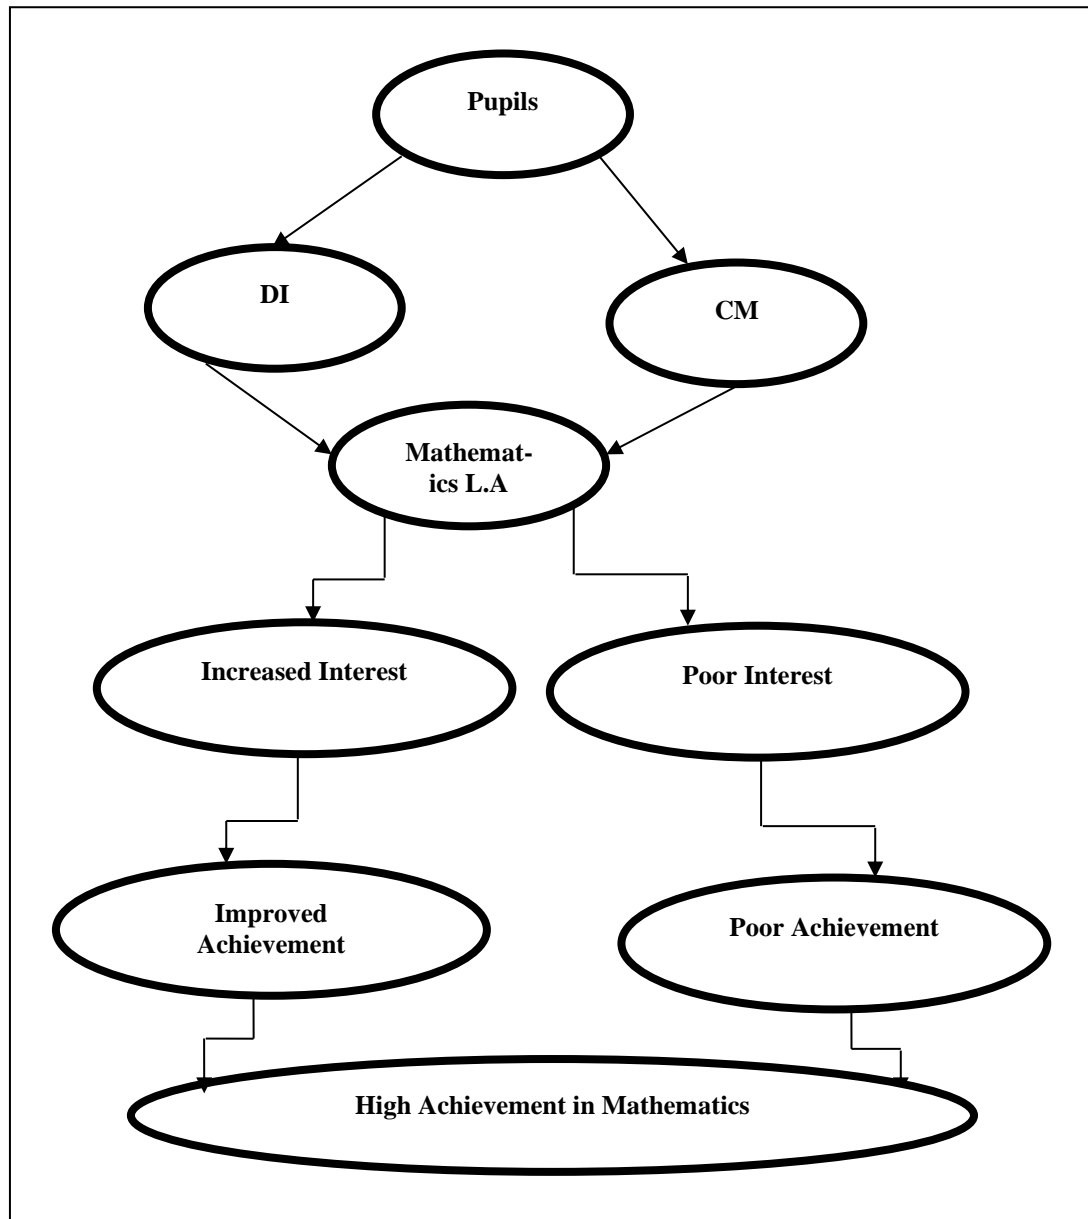 Pupils
DI
CM
Mathemat-
ics L.A
Increased Interest
Poor Interest
Improved
Achievement
Poor Achievement
High Achievement in Mathematics